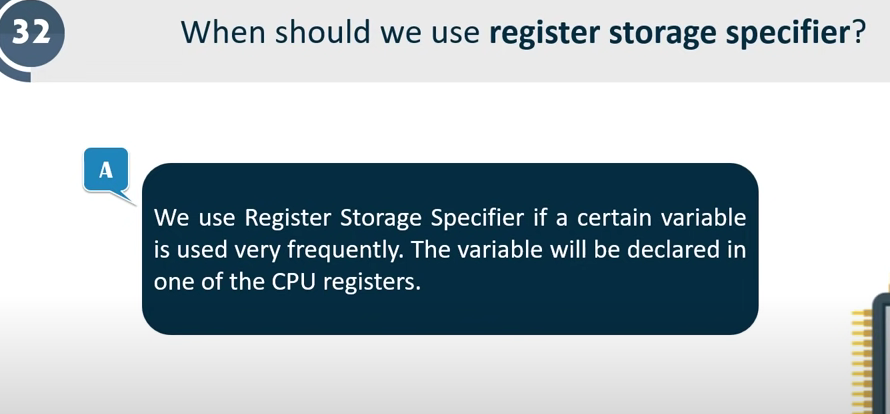 32
When should we use register storage specifier?
A
We use Register Storage Specifier if a certain variable
is used very frequently. The variable will be declared in
one of the CPU registers.